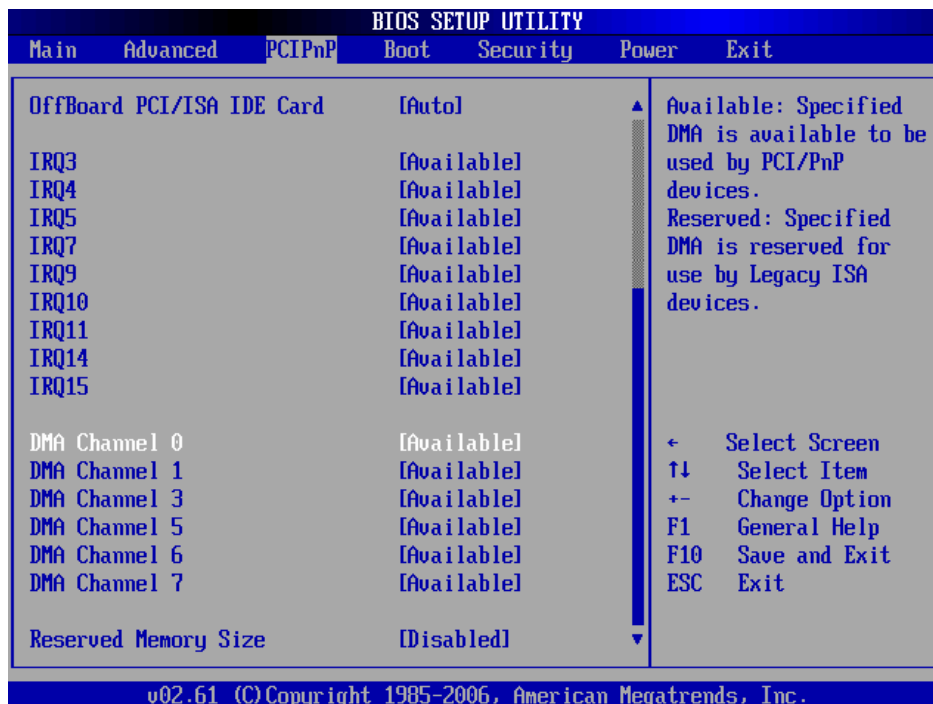 BIOS SETUP UTILITY
Main Advanced PCIPnP Boot Security Power Exit
OffBoard PCI/ISA IDE Card [Auto]
IRQ3 [Available]
IRQ4 [Available]
IRQ5 [Available]
IRQ7 [Available]
IRQ9 [Available]
IRQ10 [Available]
IRQ11 [Available]
IRQ14 [Available]
IRQ15 [Available]
DMA Channel 0 [Available]
DMA Channel 1 [Available]
DMA Channel 3 [Available]
DMA Channel 5 [Available]
DMA Channel 6 [Available]
DMA Channel 7 [Available]
Reserved Memory Size [Disabled]
Available: Specified
DMA is available to be
used by PCI/PnP
devices.
Reserved: Specified
DMA is reserved for
use by Legacy ISA
devices.
← Select Screen
↑↓ Select Item
+- Change Option
F1 General Help
F10 Save and Exit
ESC Exit
v02.61 (C)Copyright 1985-2006, American Megatrends, Inc.